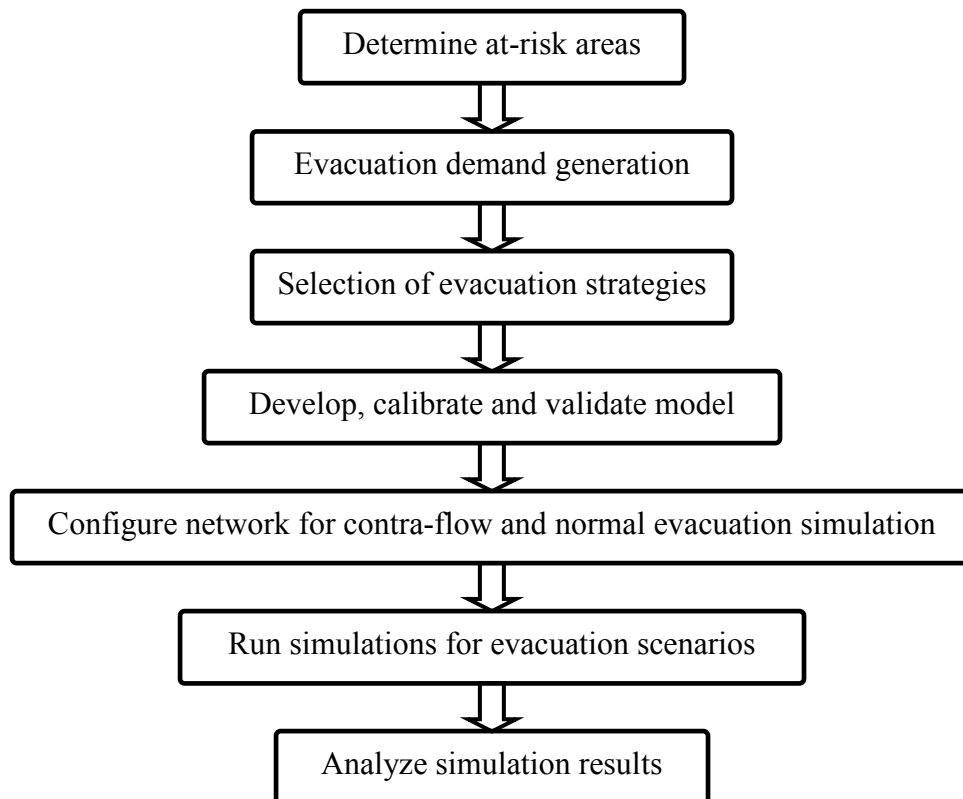 Determine at-risk areas
Evacuation demand generation
Selection of evacuation strategies
Develop, calibrate and validate model
Configure network for contra-flow and normal evacuation simulation
Run simulations for evacuation scenarios
Analyze simulation results